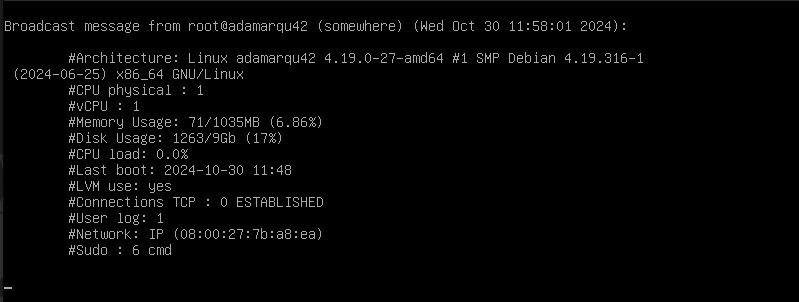 Broadcast message from root@adamarqu42 (somewhere) (Wed Oct 30 11:58:01 2024):
#Architecture: Linux adamarqu42 4.19.0-27-amd64 #1 SMP Debian 4.19.316-1
(2024-06-25) x86_64 GNU/Linux
#CPU physical : 1
#vCPU : 1
#Memory Usage: 71/1035MB (6.86%)
#Disk Usage: 1263/9Gb (17%)
#CPU load: 0.0%
#Last boot: 2024-10-30 11:48
#LVM use: yes
#Connections TCP : 0 ESTABLISHED
#User log: 1
#Network: IP (08:00:27:7b:a8:ea)
#Sudo : 6 cmd